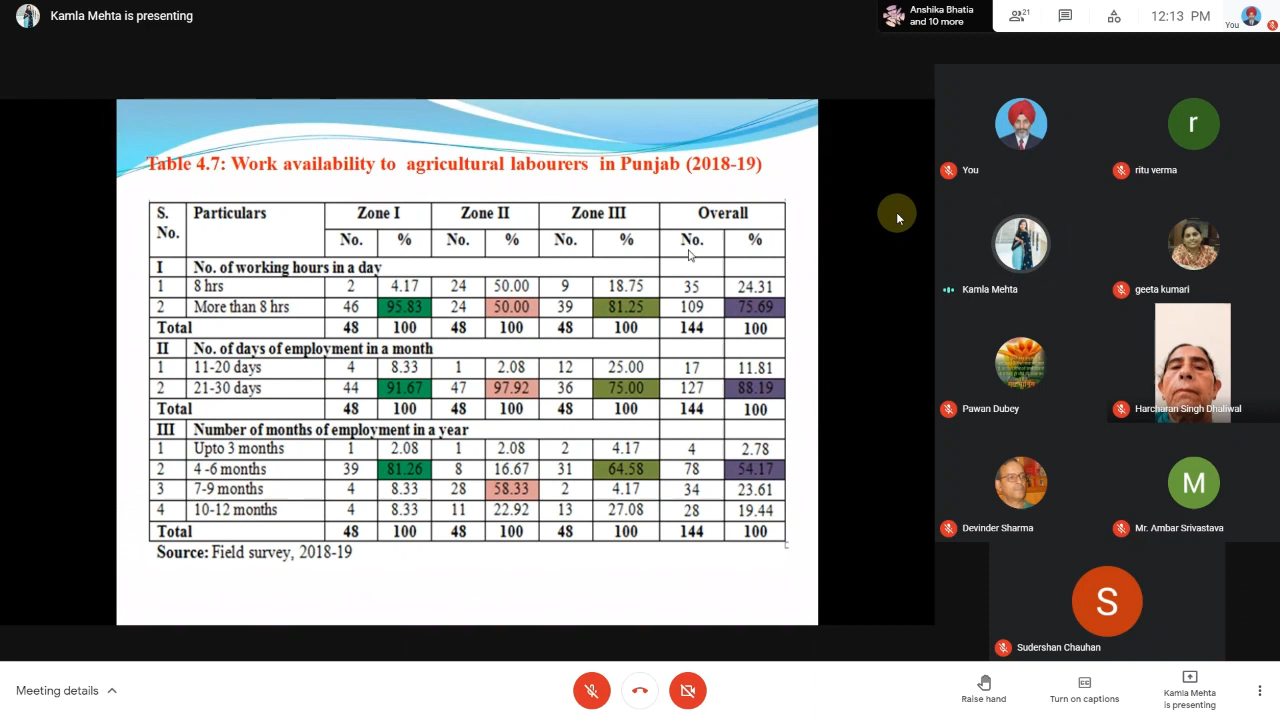 Kamla Mehta is presenting
Anshika Bhatia
and 10 more
21
12:13 PM
You
Table 4.7: Work availability to agricultural labourers in Punjab (2018-19)
S. No. Particulars Zone I Zone II Zone III Overall
No. % No. % No. % No. %
I No. of working hours in a day
1 8 hrs 2 4.17 24 50.00 9 18.75 35 24.31
2 More than 8 hrs 46 95.83 24 50.00 39 81.25 109 75.69
Total 48 100 48 100 48 100 144 100
II No. of days of employment in a month
1 11-20 days 4 8.33 1 2.08 12 25.00 17 11.81
2 21-30 days 44 91.67 47 97.92 36 75.00 127 88.19
Total 48 100 48 100 48 100 144 100
III Number of months of employment in a year
1 Upto 3 months 1 2.08 1 2.08 2 4.17 4 2.78
2 4 -6 months 39 81.26 8 16.67 31 64.58 78 54.17
3 7-9 months 4 8.33 28 58.33 2 4.17 34 23.61
4 10-12 months 4 8.33 11 22.92 13 27.08 28 19.44
Total 48 100 48 100 48 100 144 100
Source: Field survey, 2018-19
You
r
ritu verma
Kamla Mehta
geeta kumari
Pawan Dubey
Harcharan Singh Dhaliwal
Devinder Sharma
M
Mr. Ambar Srivastava
S
Sudershan Chauhan
Meeting details
Raise hand
Turn on captions
Kamla Mehta
is presenting